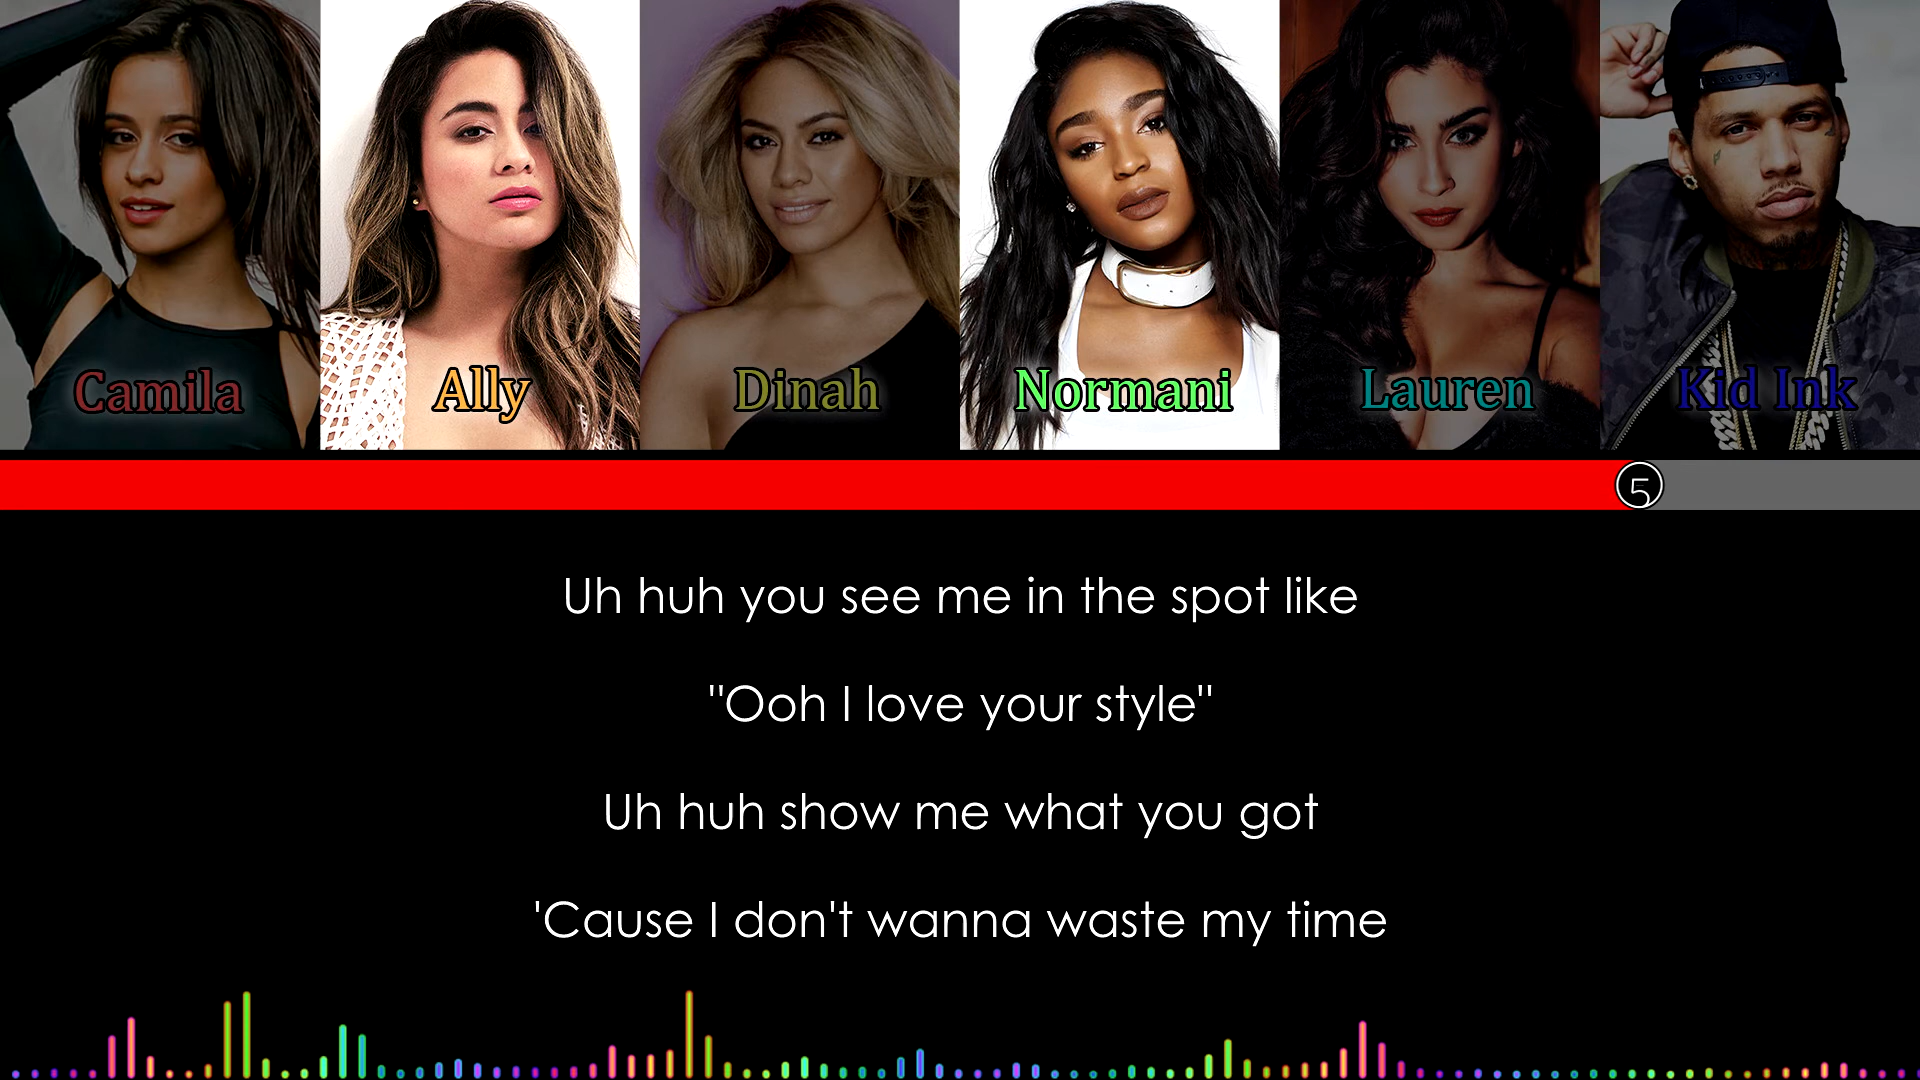 Camila Ally Dinah Normani Lauren Kid Ink
5
Uh huh you see me in the spot like
"Ooh I love your style"
Uh huh show me what you got
'Cause I don't wanna waste my time